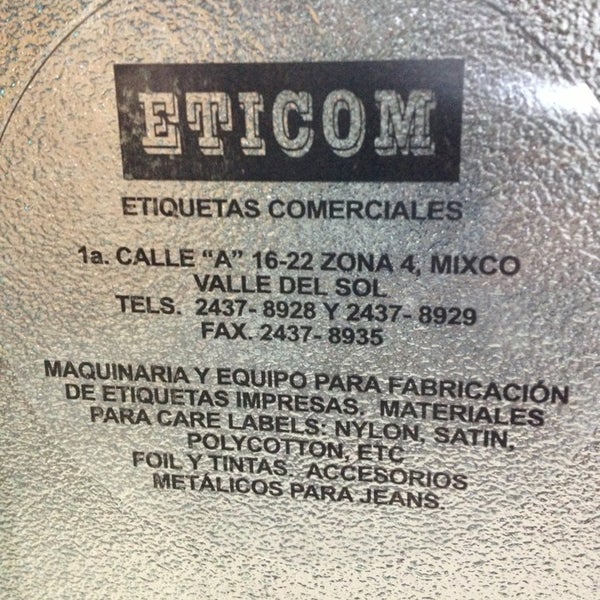 ETICOM
ETIQUETAS COMERCIALES
1a. CALLE “A” 16-22 ZONA 4, MIXCO
VALLE DEL SOL
TELS. 2437- 8928 Y 2437- 8929
FAX. 2437- 8935
MAQUINARIA Y EQUIPO PARA FABRICACIÓN
DE ETIQUETAS IMPRESAS. MATERIALES
PARA CARE LABELS: NYLON, SATIN,
POLYCOTTON, ETC
FOIL Y TINTAS. ACCESORIOS
METÁLICOS PARA JEANS.